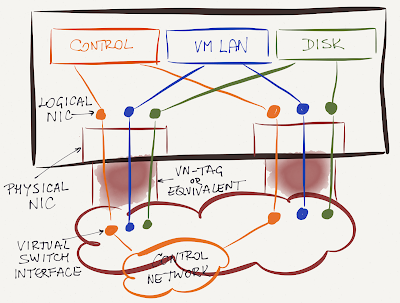 CONTROL
VM LAN
DISK
LOGICAL
NIC
PHYSICAL
NIC
VN-TAG
OR
EQUIVALENT
VIRTUAL
SWITCH
INTERFACE
CONTROL
NETWORK